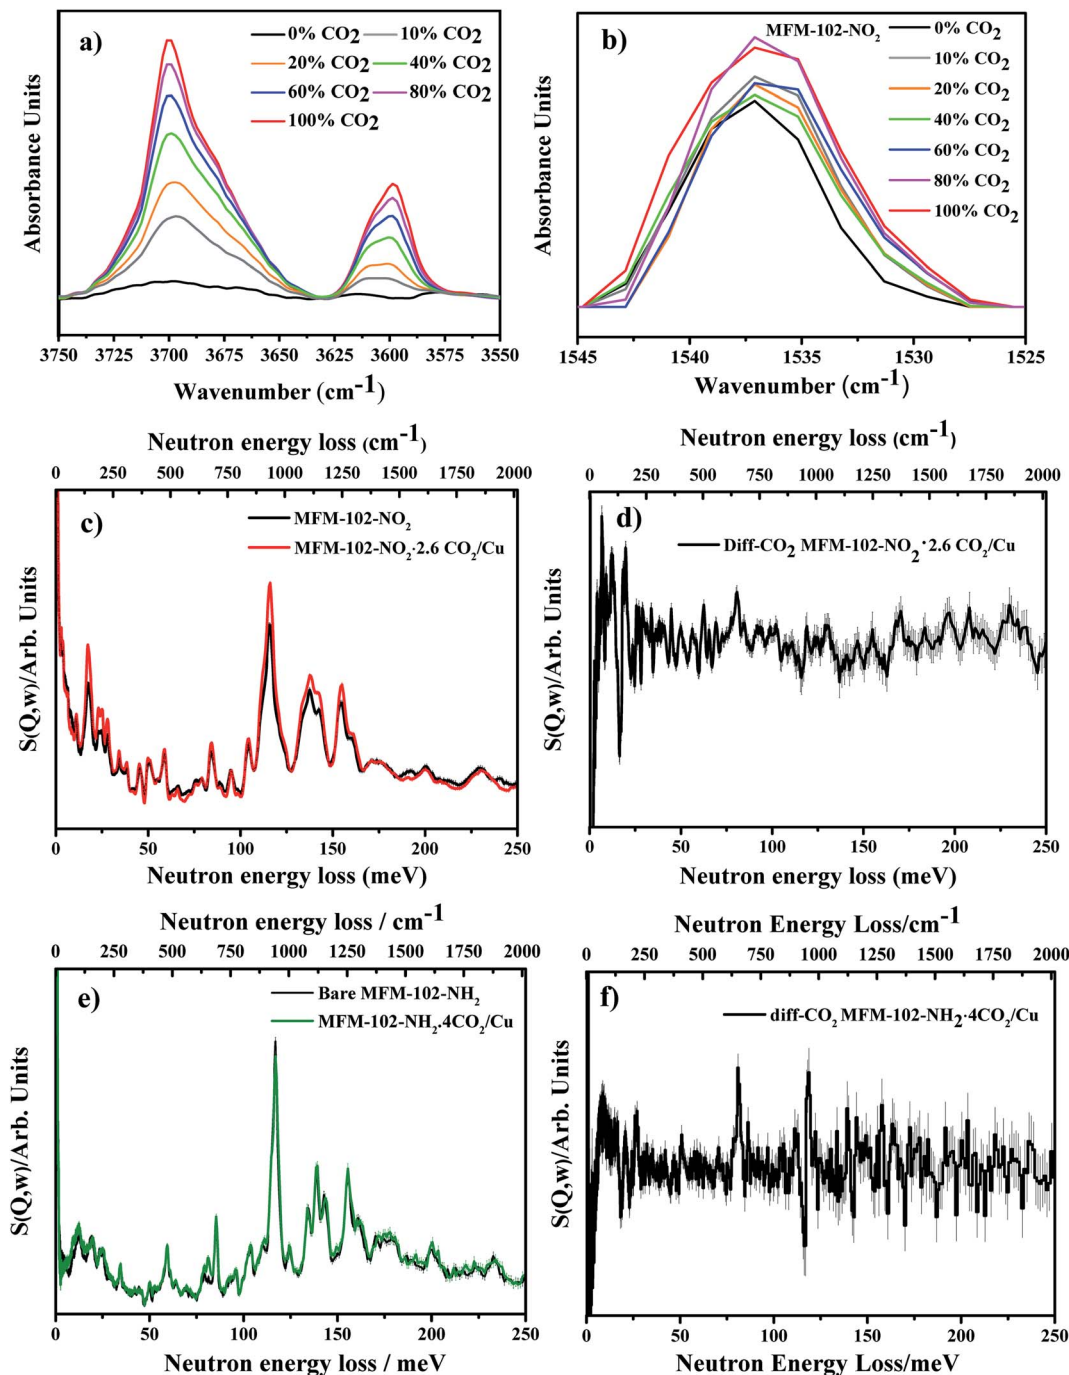 a)
0% CO2 10% CO2
20% CO2 40% CO2
60% CO2 80% CO2
100% CO2
Absorbance Units
3750 3725 3700 3675 3650 3625 3600 3575 3550
Wavenumber (cm-1)
b)
MFM-102-NO2
0% CO2
10% CO2
20% CO2
40% CO2
60% CO2
80% CO2
100% CO2
Absorbance Units
1545 1540 1535 1530 1525
Wavenumber (cm-1)
Neutron energy loss (cm-1)
0 250 500 750 1000 1250 1500 1750 2000
c)
MFM-102-NO2
MFM-102-NO2·2.6 CO2/Cu
S(Q,w)/Arb. Units
0 50 100 150 200 250
Neutron energy loss (meV)
Neutron energy loss (cm-1)
0 250 500 750 1000 1250 1500 1750 2000
d)
Diff-CO2 MFM-102-NO2·2.6 CO2/Cu
S(Q,w)/Arb. Units
0 50 100 150 200 250
Neutron energy loss (meV)
Neutron energy loss / cm-1
0 250 500 750 1000 1250 1500 1750 2000
e)
Bare MFM-102-NH2
MFM-102-NH2.4CO2/Cu
S(Q,w)/Arb. Units
0 50 100 150 200 250
Neutron energy loss / meV
Neutron Energy Loss/cm-1
0 250 500 750 1000 1250 1500 1750 2000
f)
diff-CO2 MFM-102-NH2·4CO2/Cu
S(Q,w)/Arb. Units
0 50 100 150 200 250
Neutron Energy Loss/meV